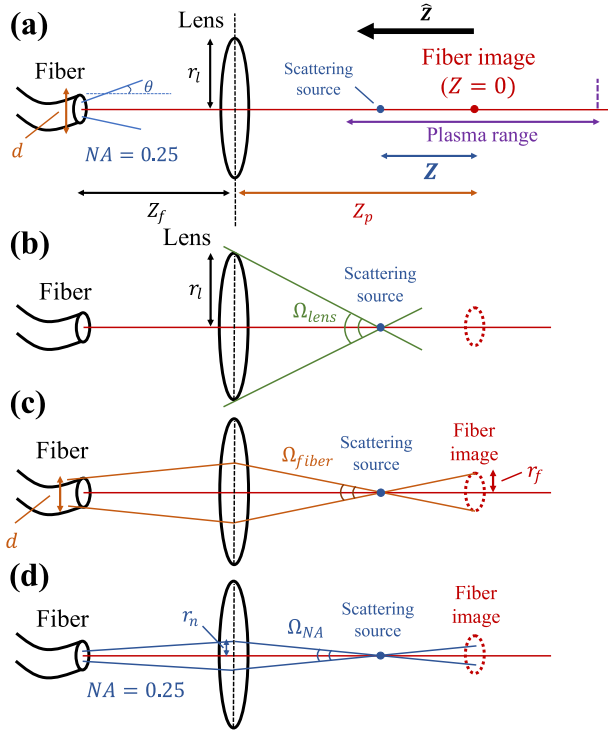 (a)
Lens
ẑ
Fiber
r_l
Scattering
source
Fiber image
(Z = 0)
θ
d
NA = 0.25
Plasma range
Z
Z_f
Z_p
(b)
Lens
Fiber
r_l
Scattering
source
Ω_lens
(c)
Fiber
Ω_fiber
Scattering
source
Fiber
image
r_f
d
(d)
Fiber
r_n
Ω_NA
Scattering
source
Fiber
image
NA = 0.25